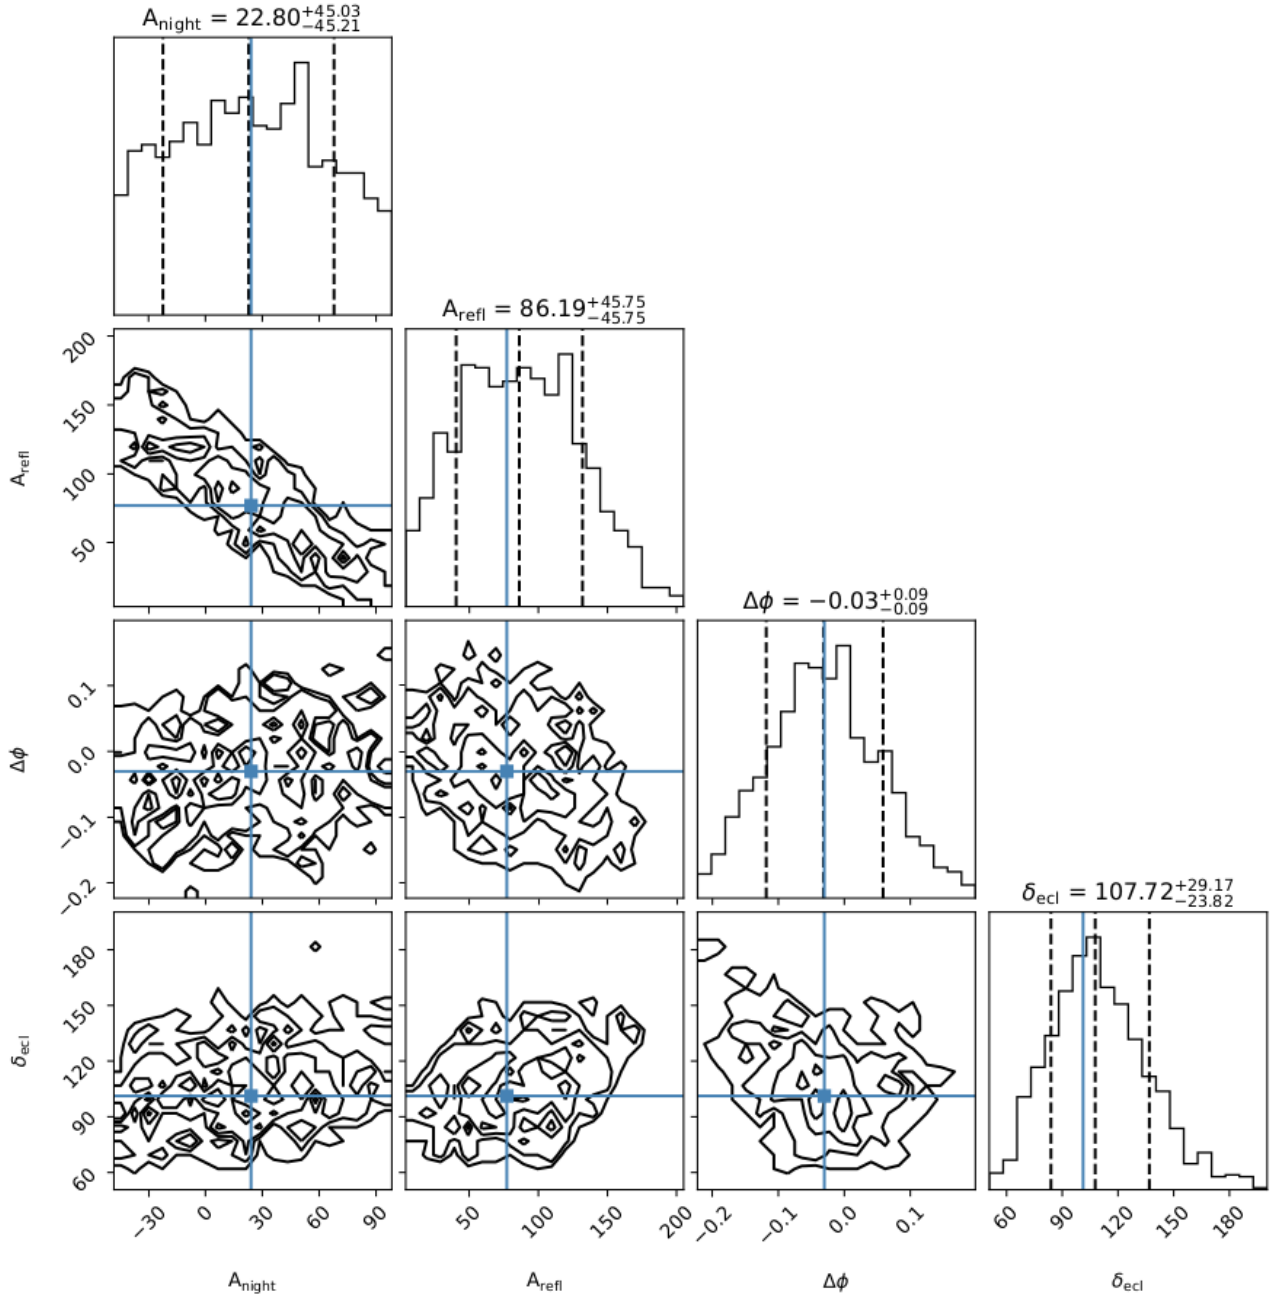 A_night = 22.80^{+45.03}_{−45.21}
A_refl = 86.19^{+45.75}_{−45.75}
Δϕ = −0.03^{+0.09}_{−0.09}
δ_ecl = 107.72^{+29.17}_{−23.82}
A_refl
200
150
100
50
Δϕ
0.1
0.0
−0.1
−0.2
δ_ecl
180
150
120
90
60
−30 0 30 60 90
50 100 150 200
−0.2 −0.1 0.0 0.1
60 90 120 150 180
A_night A_refl Δϕ δ_ecl